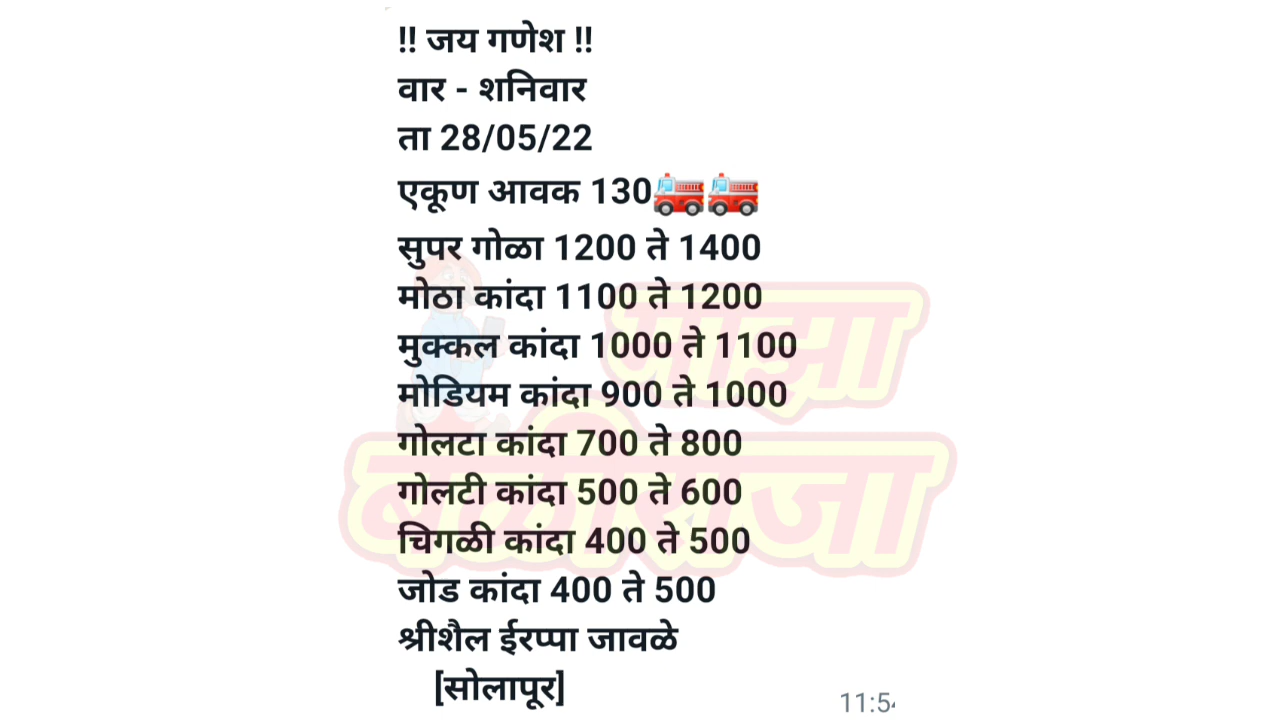 !! जय गणेश !!
वार - शनिवार
ता 28/05/22
एकूण आवक 130🚒🚒
सुपर गोळा 1200 ते 1400
मोठा कांदा 1100 ते 1200
मुक्कल कांदा 1000 ते 1100
मोडियम कांदा 900 ते 1000
गोलटा कांदा 700 ते 800
गोलटी कांदा 500 ते 600
चिगळी कांदा 400 ते 500
जोड कांदा 400 ते 500
श्रीशैल ईरप्पा जावळे
[सोलापूर]
माझा
बळीराजा